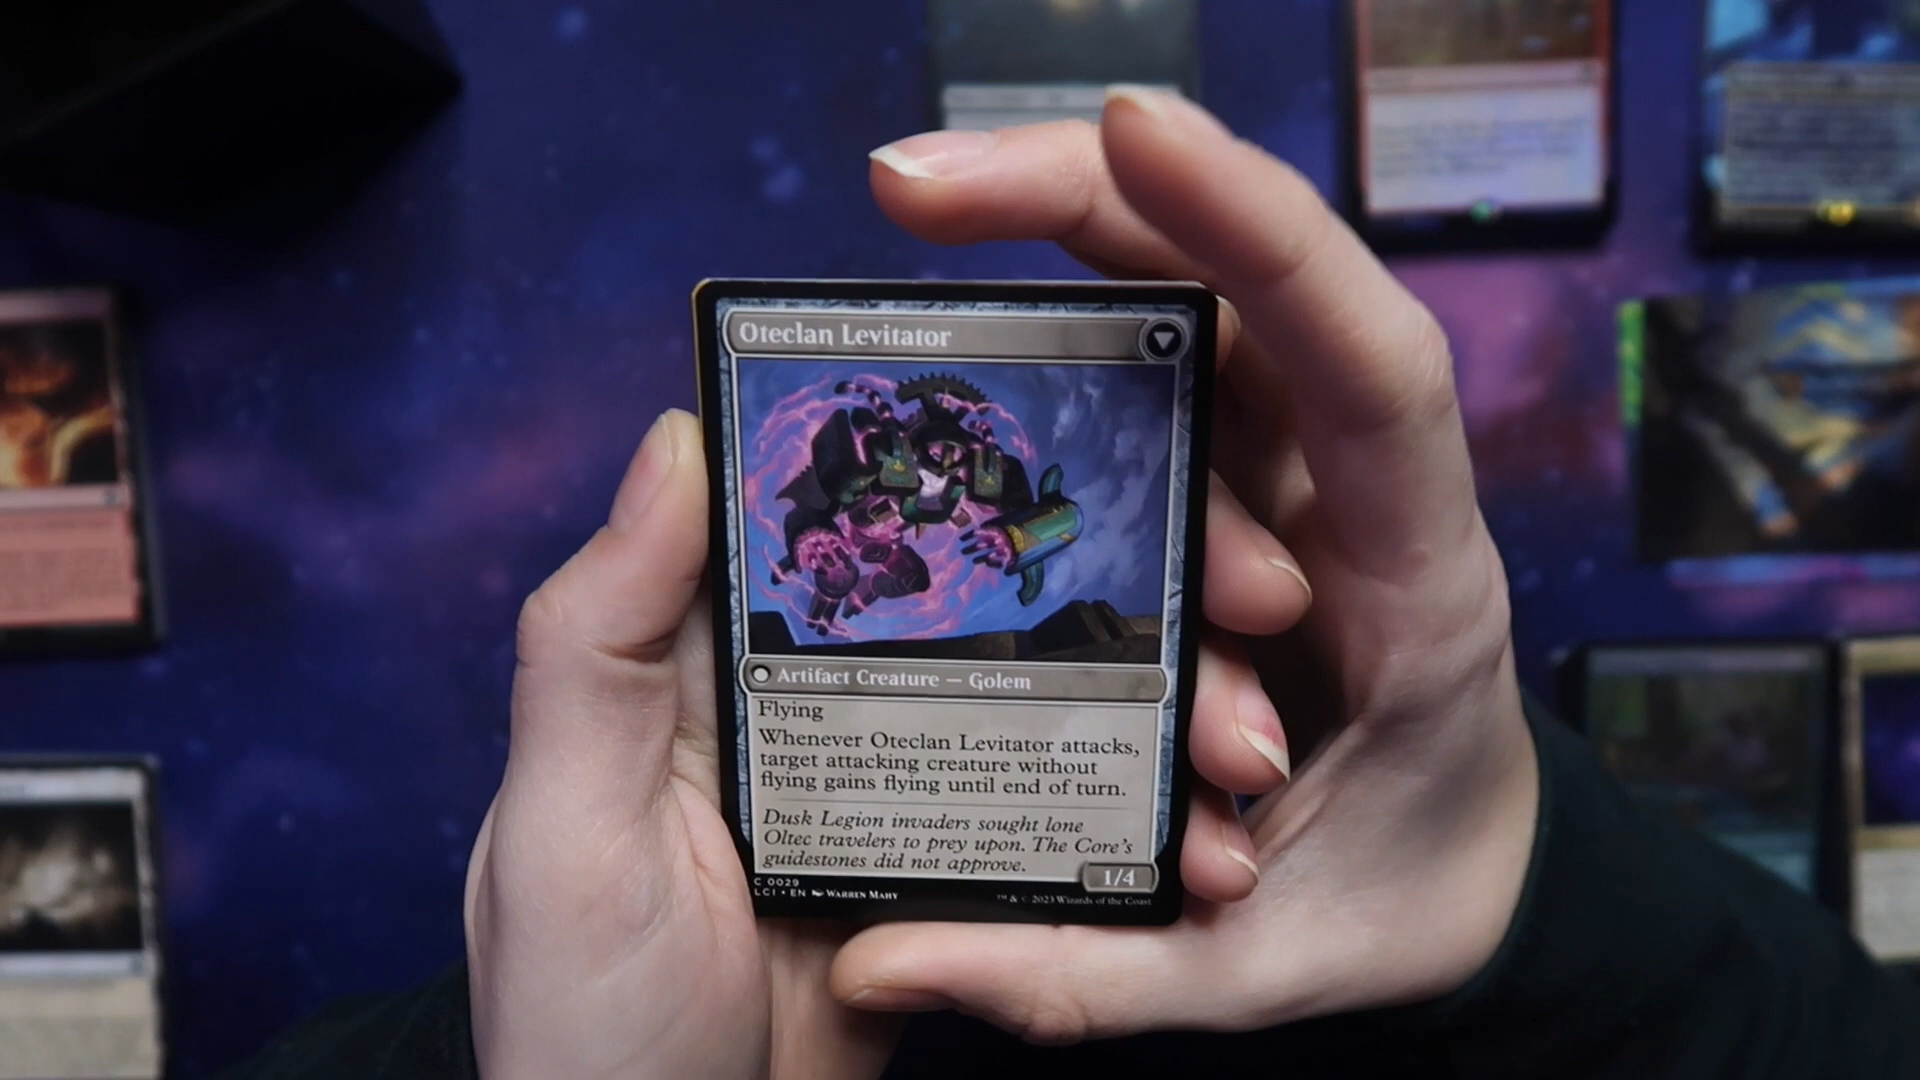 Oteclan Levitator
Artifact Creature — Golem
Flying
Whenever Oteclan Levitator attacks,
target attacking creature without
flying gains flying until end of turn.
Dusk Legion invaders sought lone
Oltec travelers to prey upon. The Core's
guidestones did not approve.
1/4
C 0029
LCI • EN Warren Mahy
™ & © 2023 Wizards of the Coast